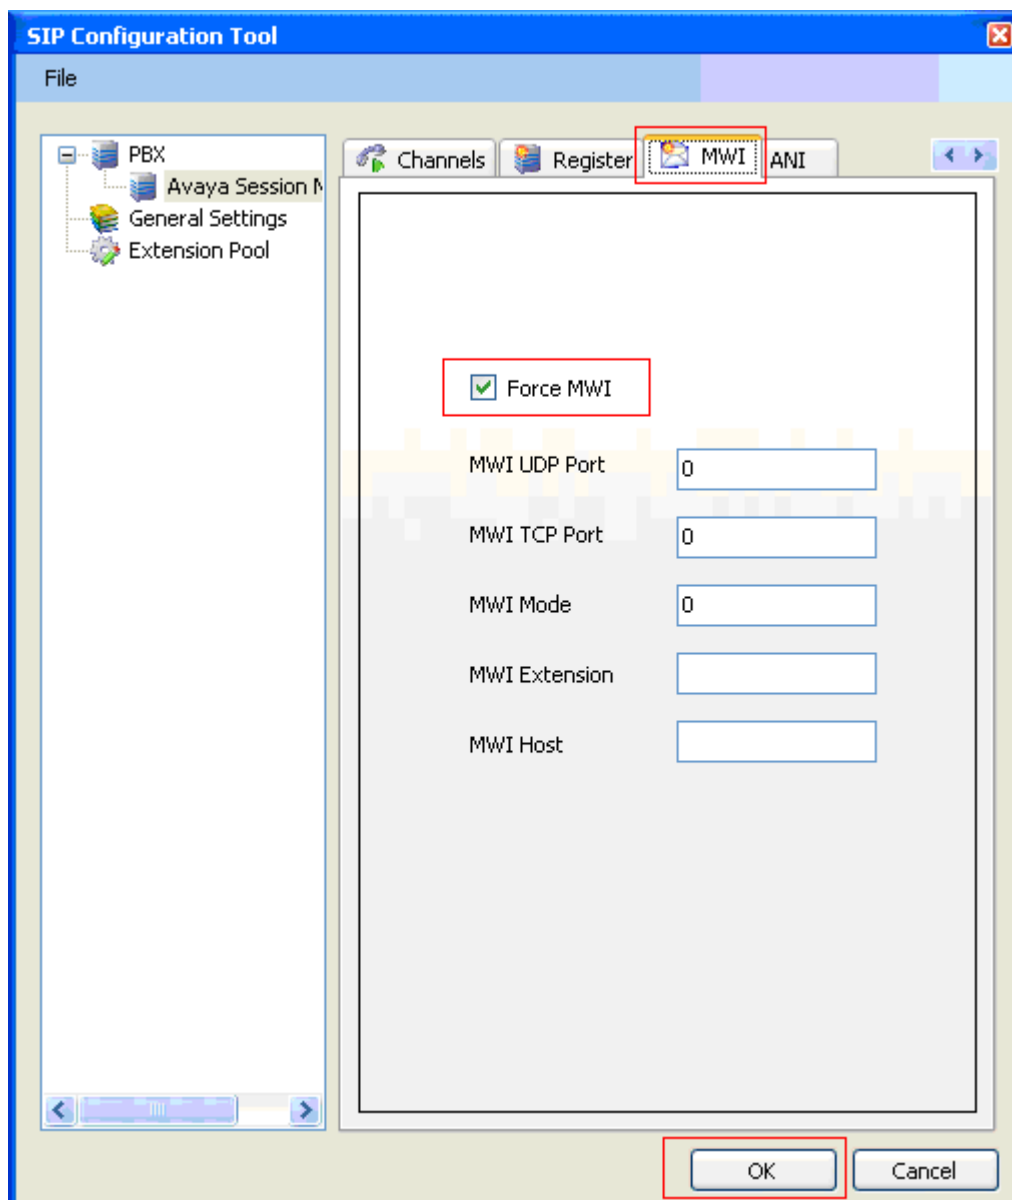 SIP Configuration Tool
File
PBX
Avaya Session M
General Settings
Extension Pool
Channels
Register
MWI
ANI
Force MWI
MWI UDP Port
0
MWI TCP Port
0
MWI Mode
0
MWI Extension
MWI Host
OK
Cancel